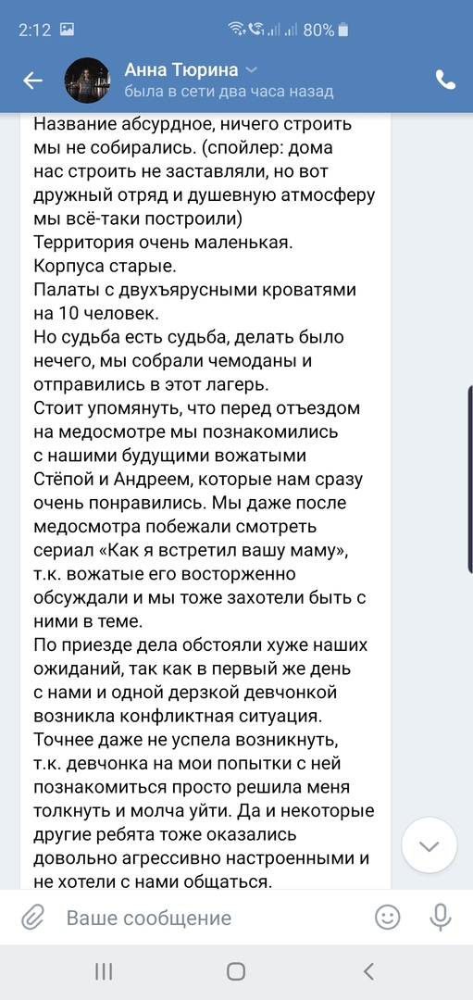 2:12
80%
Анна Тюрина
была в сети два часа назад
Название абсурдное, ничего строить
мы не собирались. (спойлер: дома
нас строить не заставляли, но вот
дружный отряд и душевную атмосферу
мы всё-таки построили)
Территория очень маленькая.
Корпуса старые.
Палаты с двухъярусными кроватями
на 10 человек.
Но судьба есть судьба, делать было
нечего, мы собрали чемоданы и
отправились в этот лагерь.
Стоит упомянуть, что перед отъездом
на медосмотре мы познакомились
с нашими будущими вожатыми
Стёпой и Андреем, которые нам сразу
очень понравились. Мы даже после
медосмотра побежали смотреть
сериал «Как я встретил вашу маму»,
т.к. вожатые его восторженно
обсуждали и мы тоже захотели быть с
ними в теме.
По приезде дела обстояли хуже наших
ожиданий, так как в первый же день
с нами и одной дерзкой девчонкой
возникла конфликтная ситуация.
Точнее даже не успела возникнуть,
т.к. девчонка на мои попытки с ней
познакомиться просто решила меня
толкнуть и молча уйти. Да и некоторые
другие ребята тоже оказались
довольно агрессивно настроенными и
не хотели с нами общаться.
Ваше сообщение